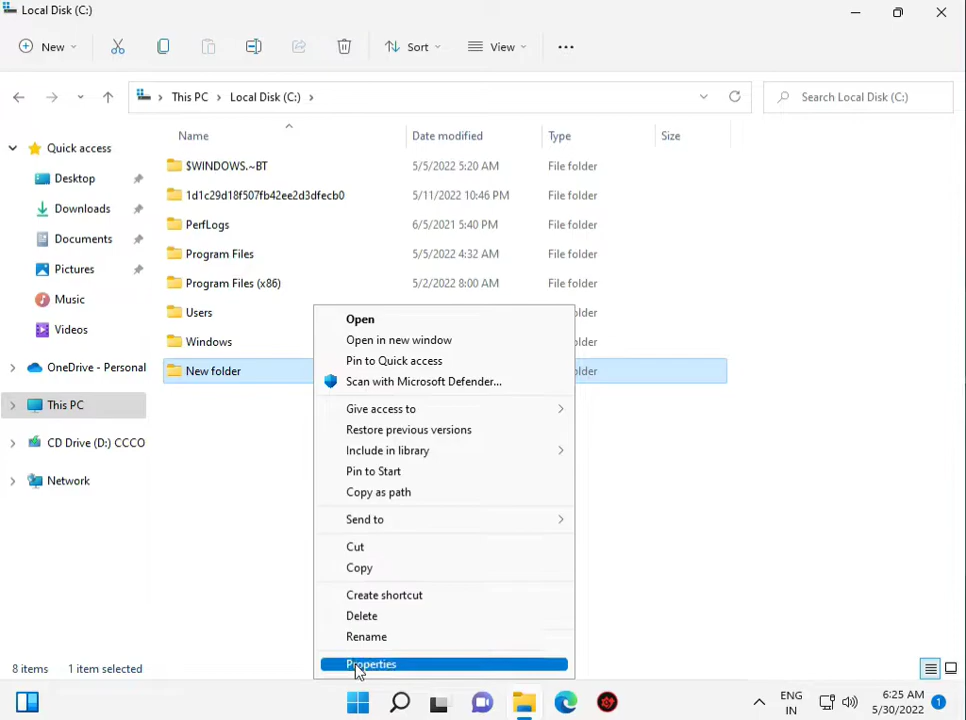 Local Disk (C:)
New
Sort
View
This PC > Local Disk (C:) >
Search Local Disk (C:)
Name Date modified Type Size
Quick access
Desktop
Downloads
Documents
Pictures
Music
Videos
OneDrive - Personal
This PC
CD Drive (D:) CCCO
Network
$WINDOWS.~BT 5/5/2022 5:20 AM File folder
1d1c29d18f507fb42ee2d3dfecb0 5/11/2022 10:46 PM File folder
PerfLogs 6/5/2021 5:40 PM File folder
Program Files 5/5/2022 4:32 AM File folder
Program Files (x86) 5/2/2022 8:00 AM File folder
Users
Windows
New folder
Open
Open in new window
Pin to Quick access
Scan with Microsoft Defender...
Give access to
Restore previous versions
Include in library
Pin to Start
Copy as path
Send to
Cut
Copy
Create shortcut
Delete
Rename
Properties
8 items 1 item selected
ENG
IN
6:25 AM
5/30/2022
1